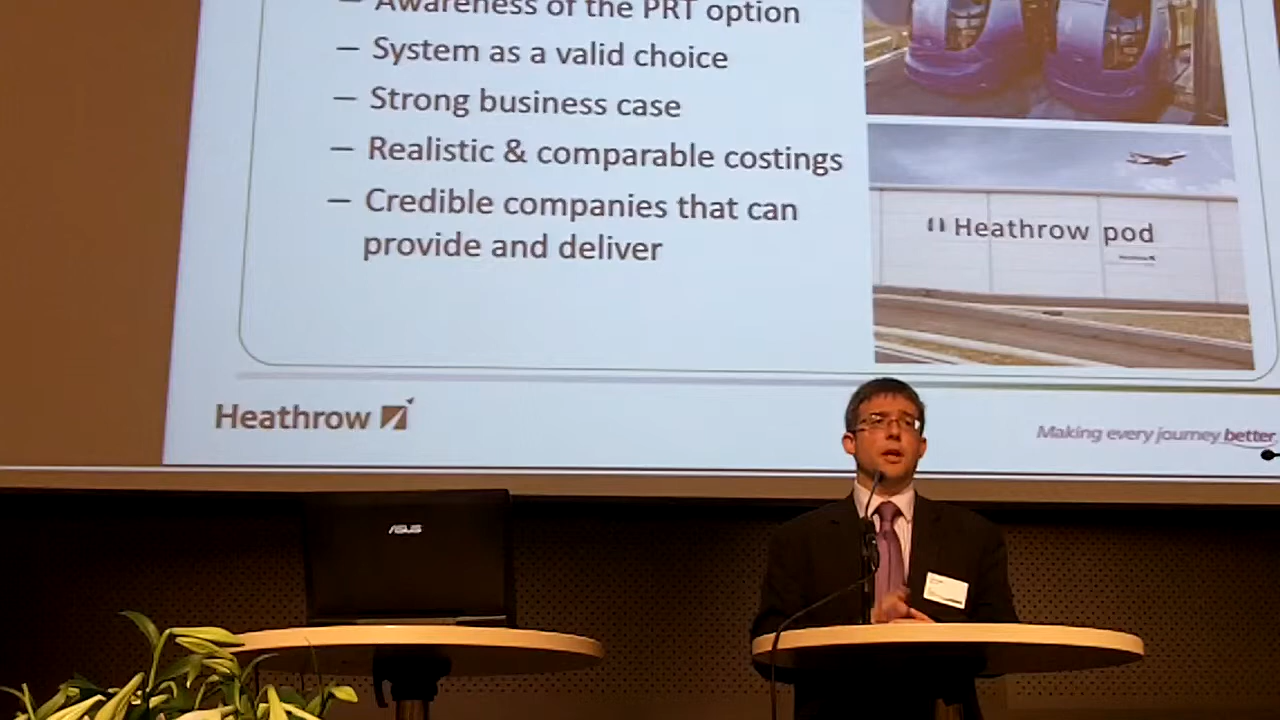 – Awareness of the PRT option
– System as a valid choice
– Strong business case
– Realistic & comparable costings
– Credible companies that can
provide and deliver
Heathrow pod
Heathrow
Making every journey better
ASUS